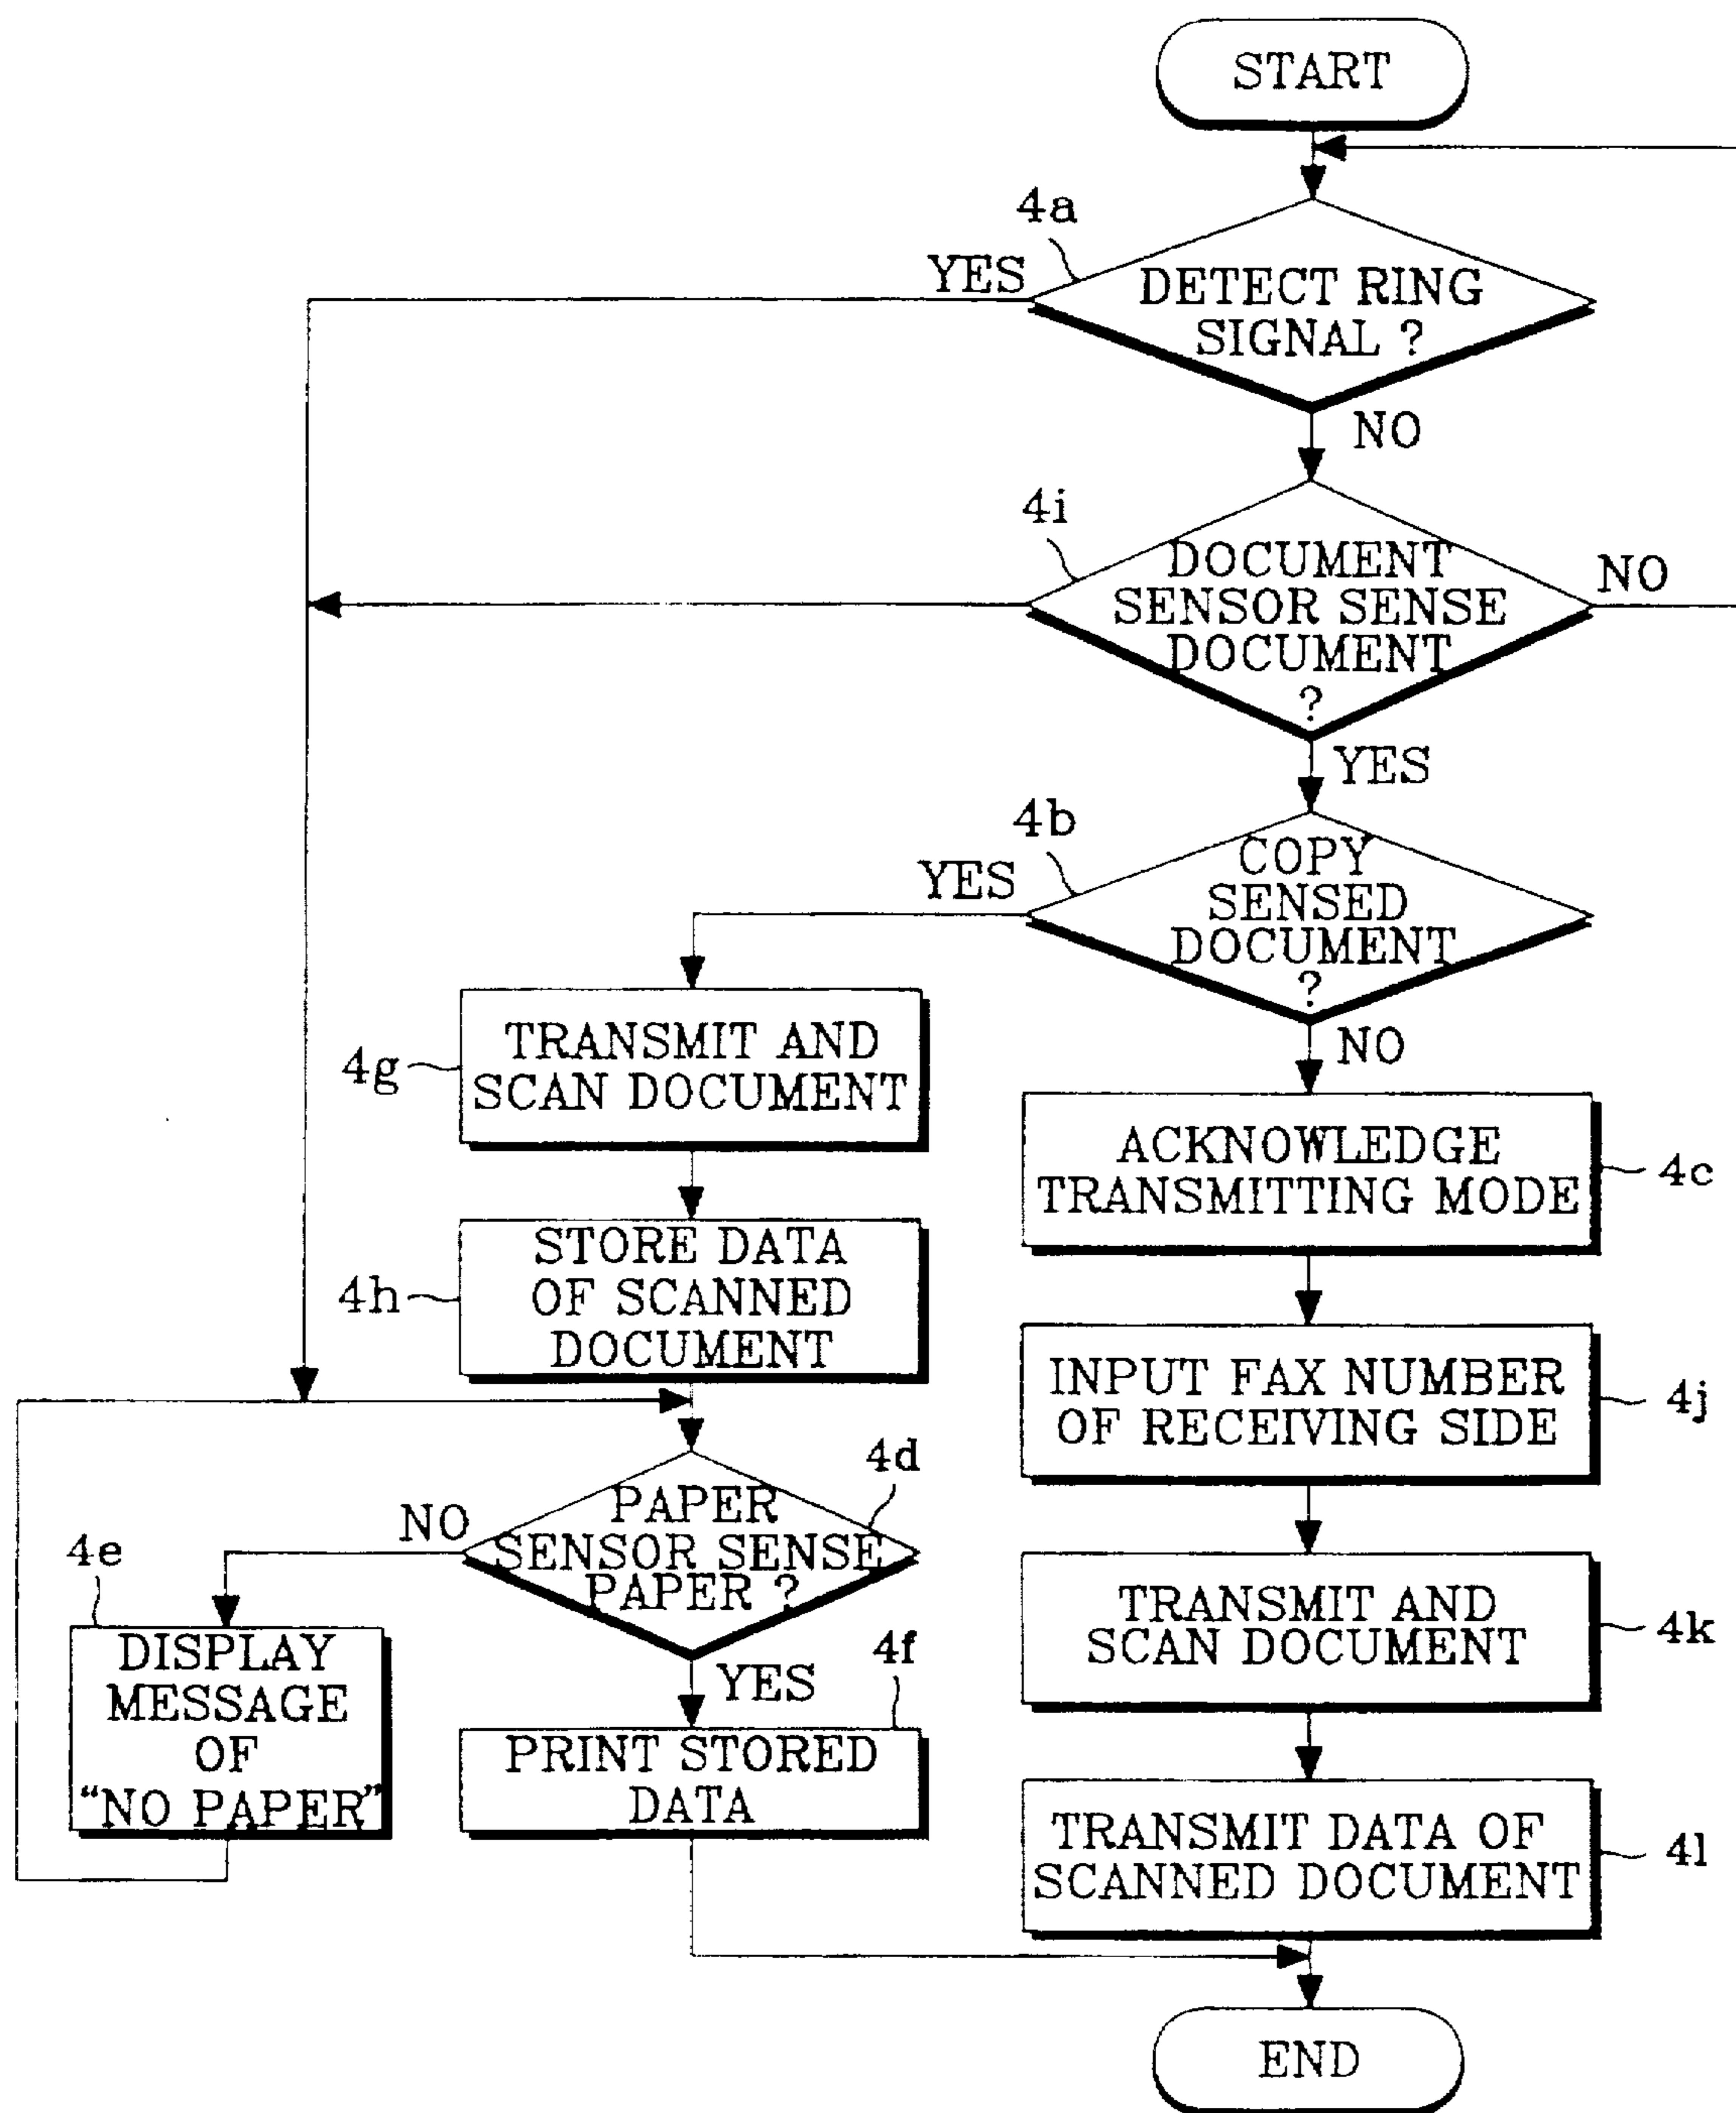 START
4a
YES
DETECT RING
SIGNAL ?
NO
4i
DOCUMENT
SENSOR SENSE
DOCUMENT
?
NO
YES
4b
YES
COPY
SENSED
DOCUMENT
?
NO
4g
TRANSMIT AND
SCAN DOCUMENT
ACKNOWLEDGE
TRANSMITTING MODE
4c
4h
STORE DATA
OF SCANNED
DOCUMENT
INPUT FAX NUMBER
OF RECEIVING SIDE
4j
4d
NO
PAPER
SENSOR SENSE
PAPER ?
4e
YES
DISPLAY
MESSAGE
OF
“NO PAPER”
4f
PRINT STORED
DATA
TRANSMIT AND
SCAN DOCUMENT
4k
TRANSMIT DATA OF
SCANNED DOCUMENT
4l
END